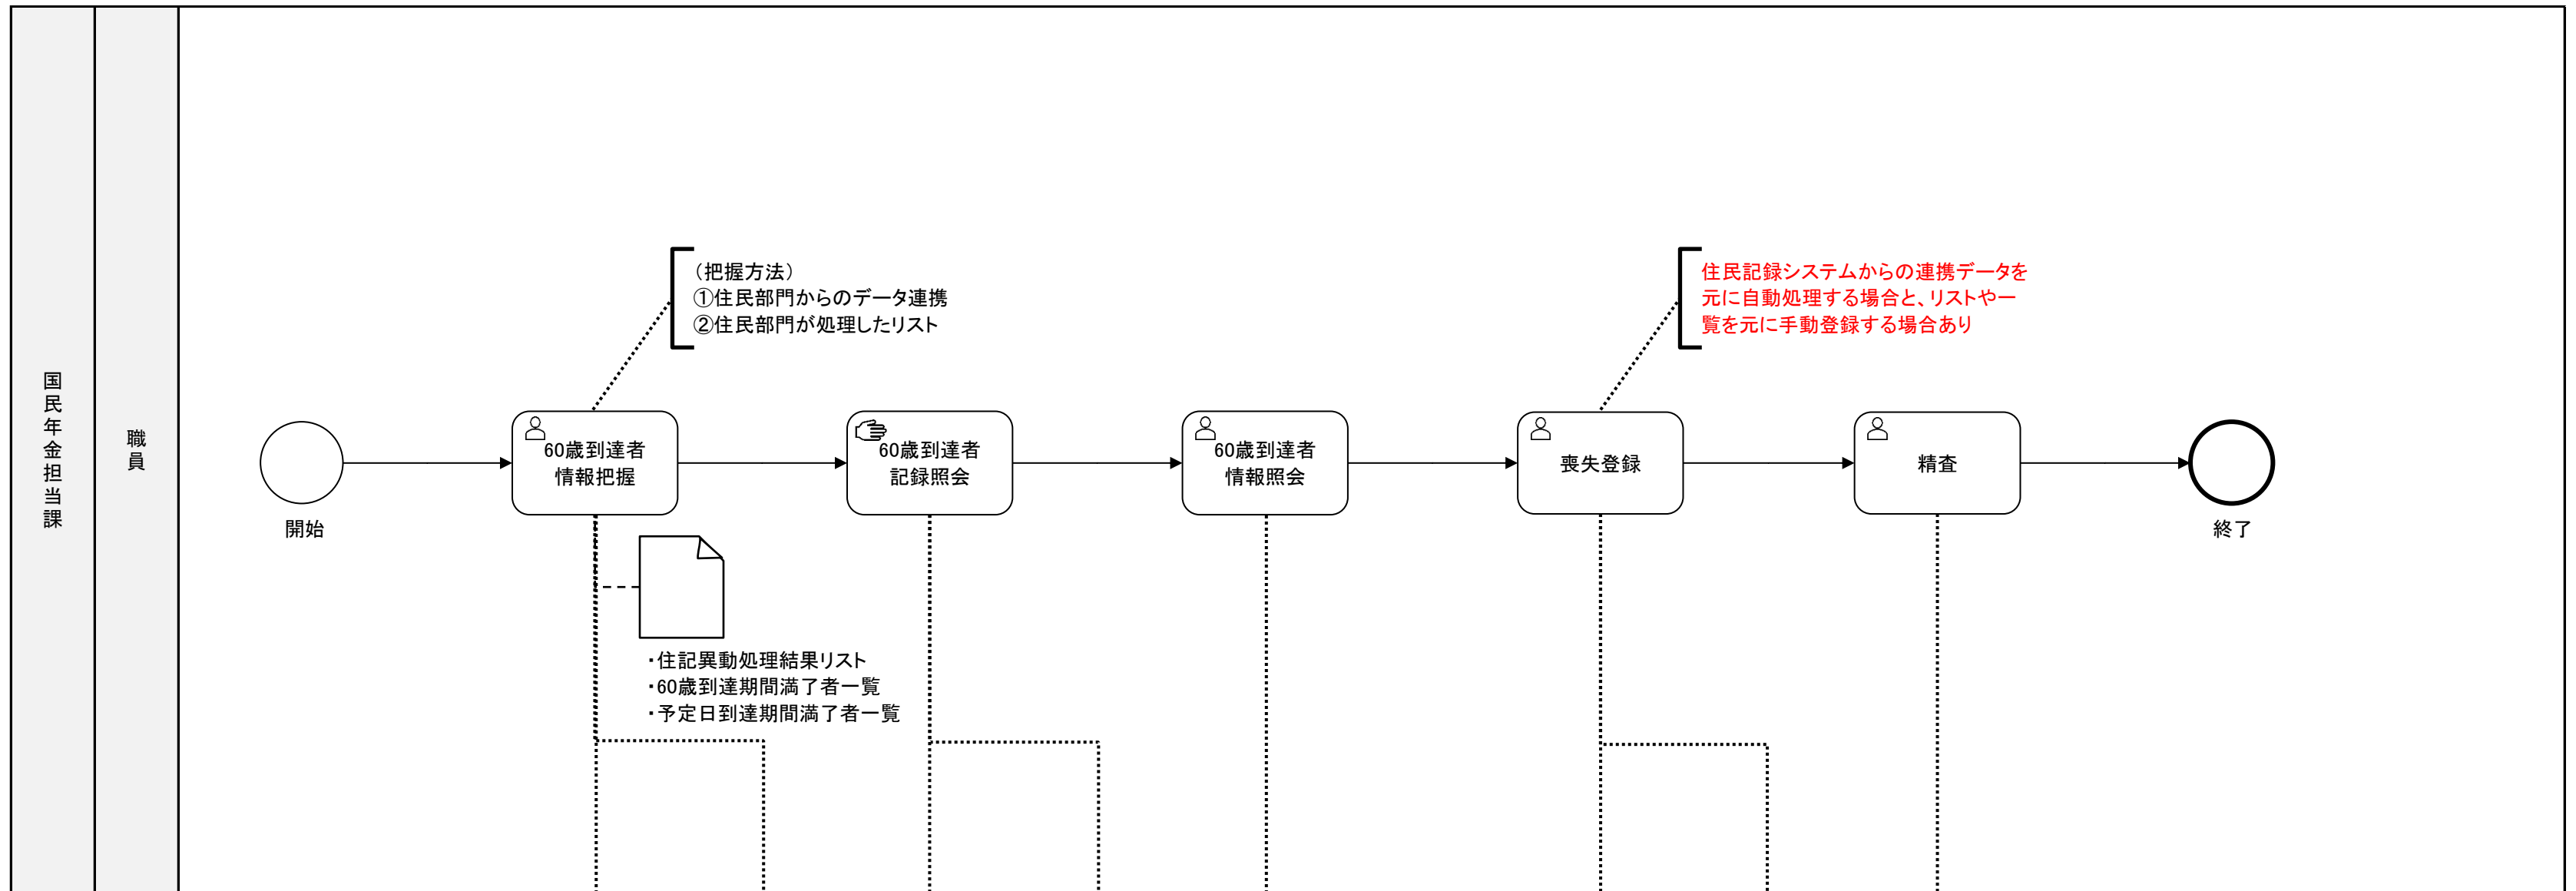 国民年金担当課
職員
(把握方法)
①住民部門からのデータ連携
②住民部門が処理したリスト
住民記録システムからの連携データを
元に自動処理する場合と、リストや一
覧を元に手動登録する場合あり
開始
60歳到達者
情報把握
60歳到達者
記録照会
60歳到達者
情報照会
喪失登録
精査
終了
・住記異動処理結果リスト
・60歳到達期間満了者一覧
・予定日到達期間満了者一覧